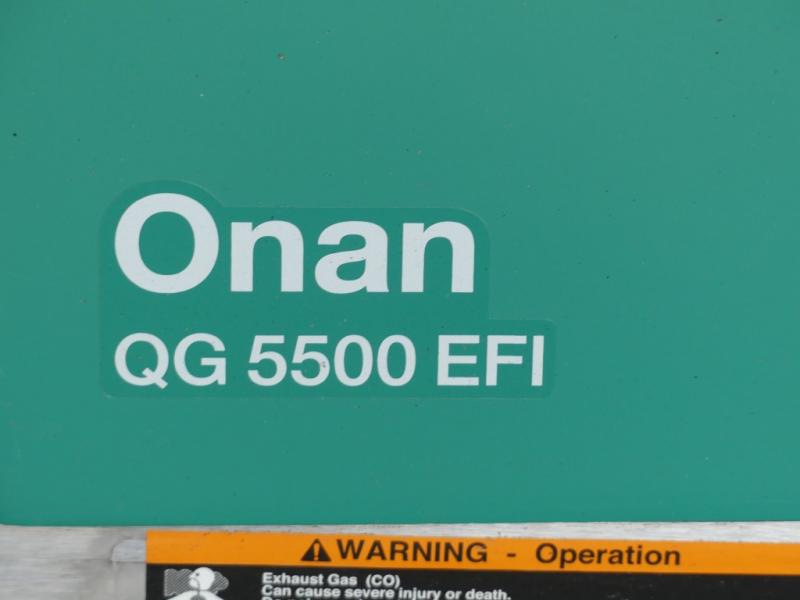 Onan
QG 5500 EFI
WARNING - Operation
Exhaust Gas (CO)
Can cause severe injury or death.